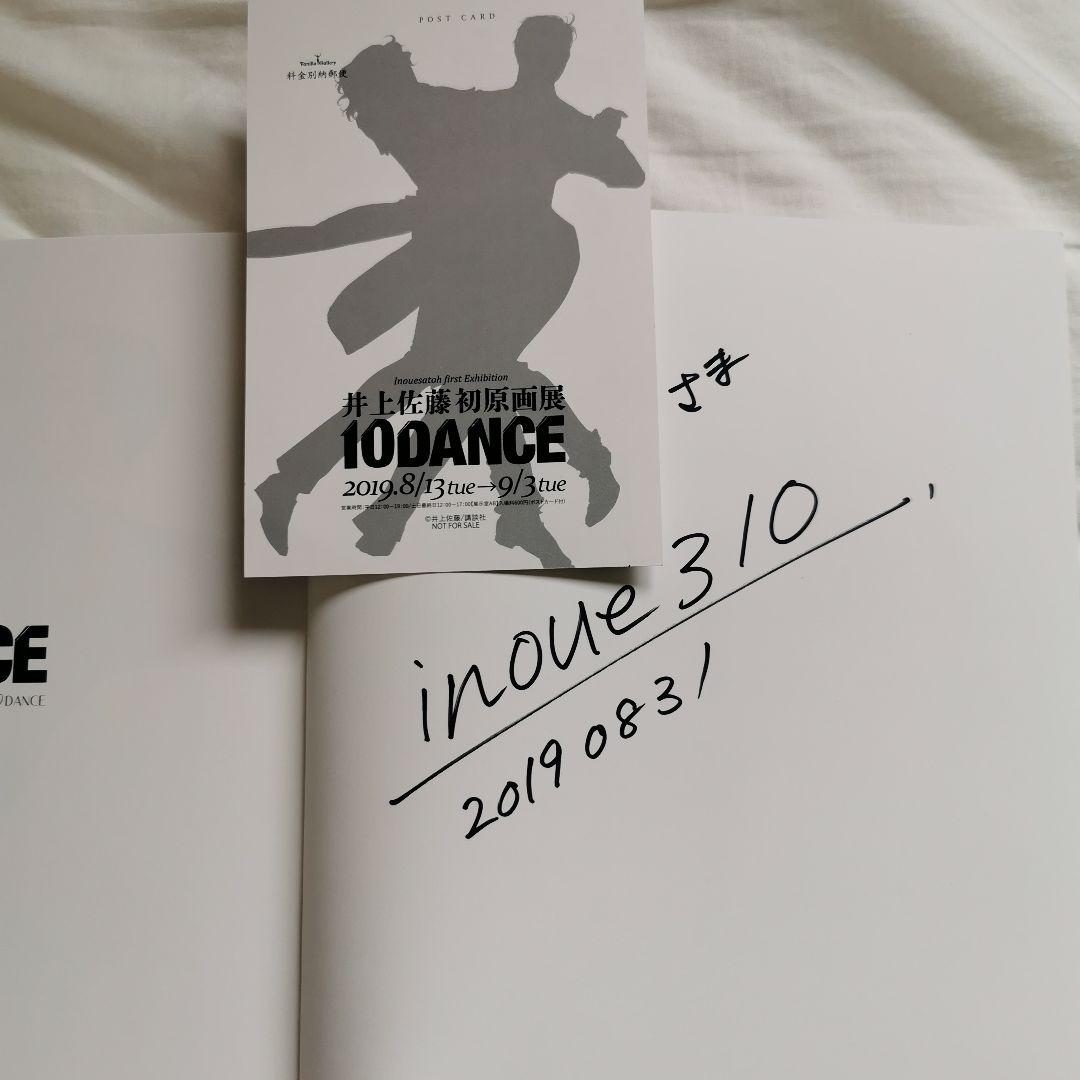 POST CARD
Vanilla Gallery
料金別納郵便
Inouesatoh first Exhibition
井上佐藤 初原画展
10DANCE
2019.8/13tue→9/3tue
©井上佐藤/講談社
NOT FOR SALE
さま
inoue310
20190831
CE
DANCE